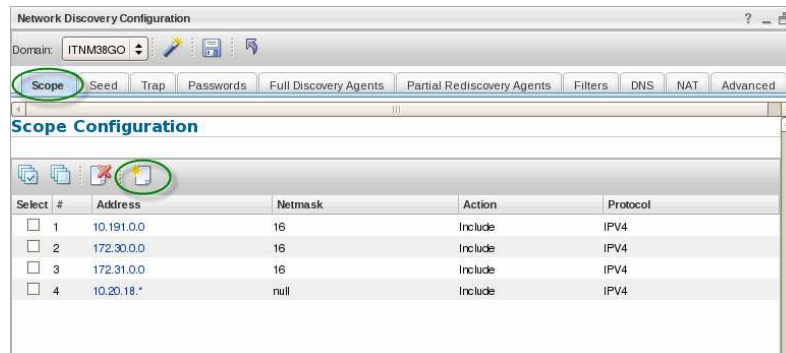 Network Discovery Configuration ?
Domain: ITNM38GO
Scope Seed Trap Passwords Full Discovery Agents Partial Rediscovery Agents Filters DNS NAT Advanced
Scope Configuration
Select # Address Netmask Action Protocol
1 10.191.0.0 16 Include IPV4
2 172.30.0.0 16 Include IPV4
3 172.31.0.0 16 Include IPV4
4 10.20.18.* null Include IPV4